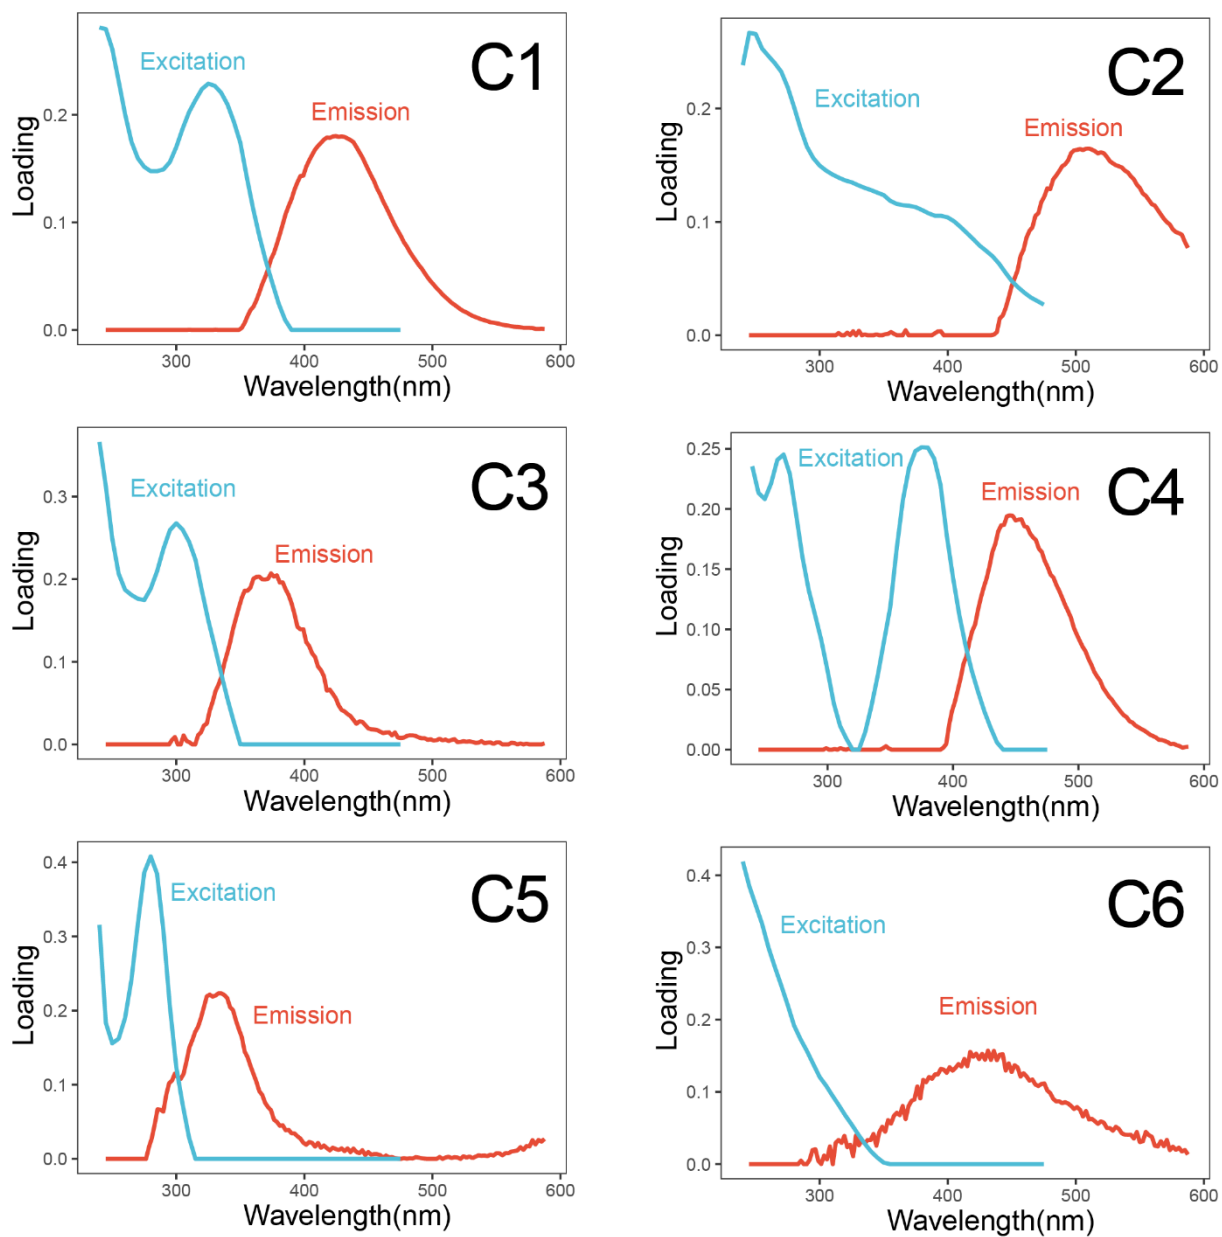 C1
Excitation
Emission
Loading
0.2
0.1
0.0
300 400 500 600
Wavelength(nm)
C2
Excitation
Emission
Loading
0.2
0.1
0.0
300 400 500 600
Wavelength(nm)
C3
Excitation
Emission
Loading
0.3
0.2
0.1
0.0
300 400 500 600
Wavelength(nm)
C4
Excitation
Emission
Loading
0.25
0.20
0.15
0.10
0.05
0.00
300 400 500 600
Wavelength(nm)
C5
Excitation
Emission
Loading
0.4
0.3
0.2
0.1
0.0
300 400 500 600
Wavelength(nm)
C6
Excitation
Emission
Loading
0.4
0.3
0.2
0.1
0.0
300 400 500 600
Wavelength(nm)